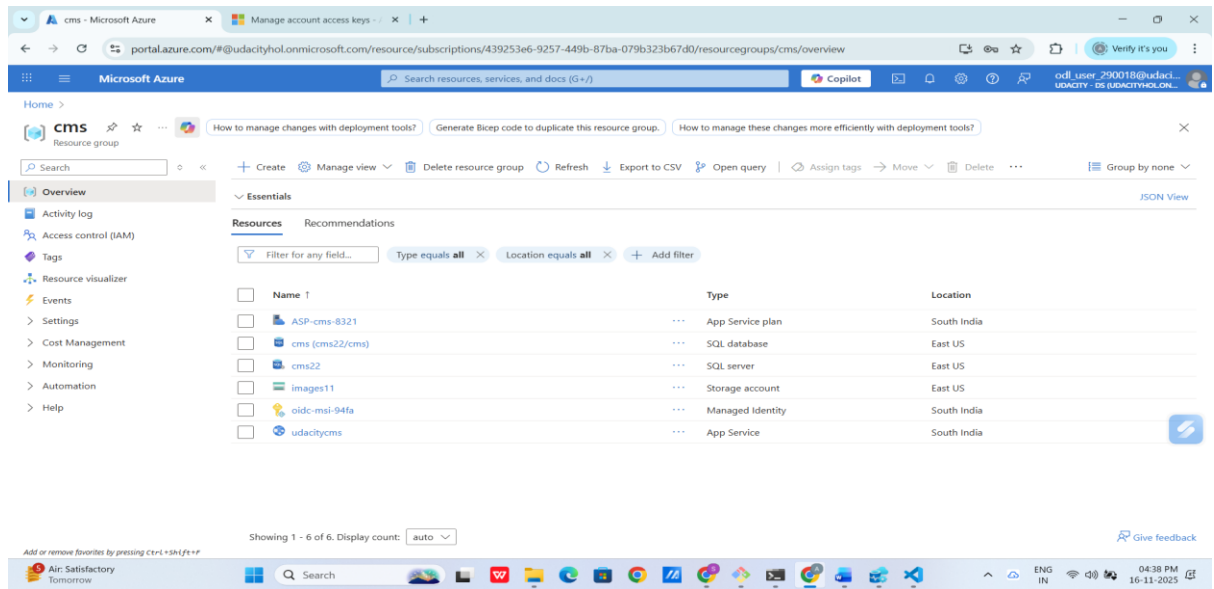 cms - Microsoft Azure
Manage account access keys - A
portal.azure.com/#@udacityhol.onmicrosoft.com/resource/subscriptions/439253e6-9257-449b-87ba-079b323b67d0/resourcegroups/cms/overview
Verify it's you
Microsoft Azure
Search resources, services, and docs (G+/)
Copilot
odl_user_290018@udaci...
UDACITY - DS (UDACITYHOL.ON...
Home >
cms
Resource group
How to manage changes with deployment tools?
Generate Bicep code to duplicate this resource group.
How to manage these changes more efficiently with deployment tools?
Search
Create Manage view Delete resource group Refresh Export to CSV Open query Assign tags Move Delete Group by none
Overview
Activity log
Access control (IAM)
Tags
Resource visualizer
Events
Settings
Cost Management
Monitoring
Automation
Help
Essentials JSON View
Resources Recommendations
Filter for any field... Type equals all Location equals all Add filter
Name ↑ Type Location
ASP-cms-8321 App Service plan South India
cms (cms22/cms) SQL database East US
cms22 SQL server East US
images11 Storage account East US
oidc-msi-94fa Managed Identity South India
udacitycms App Service South India
Showing 1 - 6 of 6. Display count: auto
Give feedback
Add or remove favorites by pressing Ctrl+Shift+F
5
Air: Satisfactory
Tomorrow
Search
ENG
IN
04:38 PM
16-11-2025